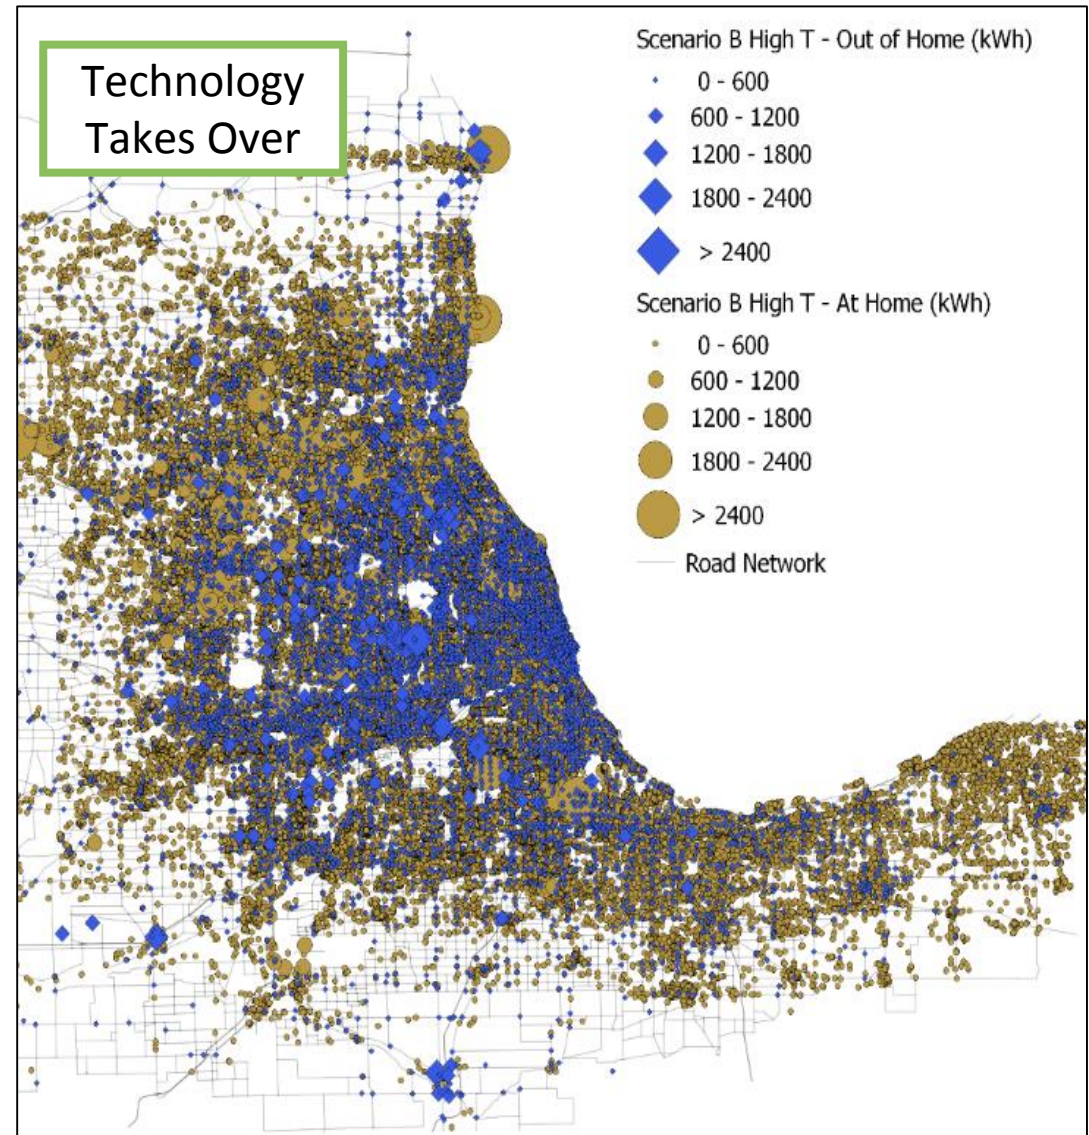 Technology
Takes Over
Scenario B High T - Out of Home (kWh)
0 - 600
600 - 1200
1200 - 1800
1800 - 2400
> 2400
Scenario B High T - At Home (kWh)
0 - 600
600 - 1200
1200 - 1800
1800 - 2400
> 2400
Road Network